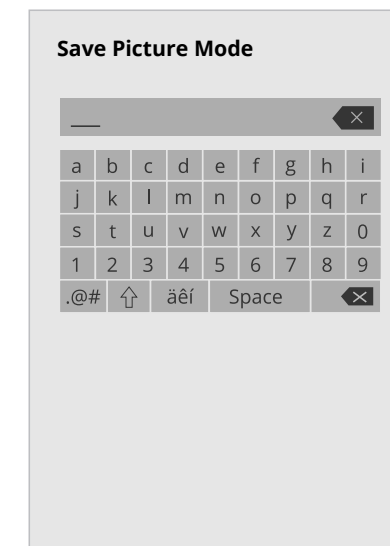 Save Picture Mode
a b c d e f g h i
j k l m n o p q r
s t u v w x y z 0
1 2 3 4 5 6 7 8 9
.@# äêí Space